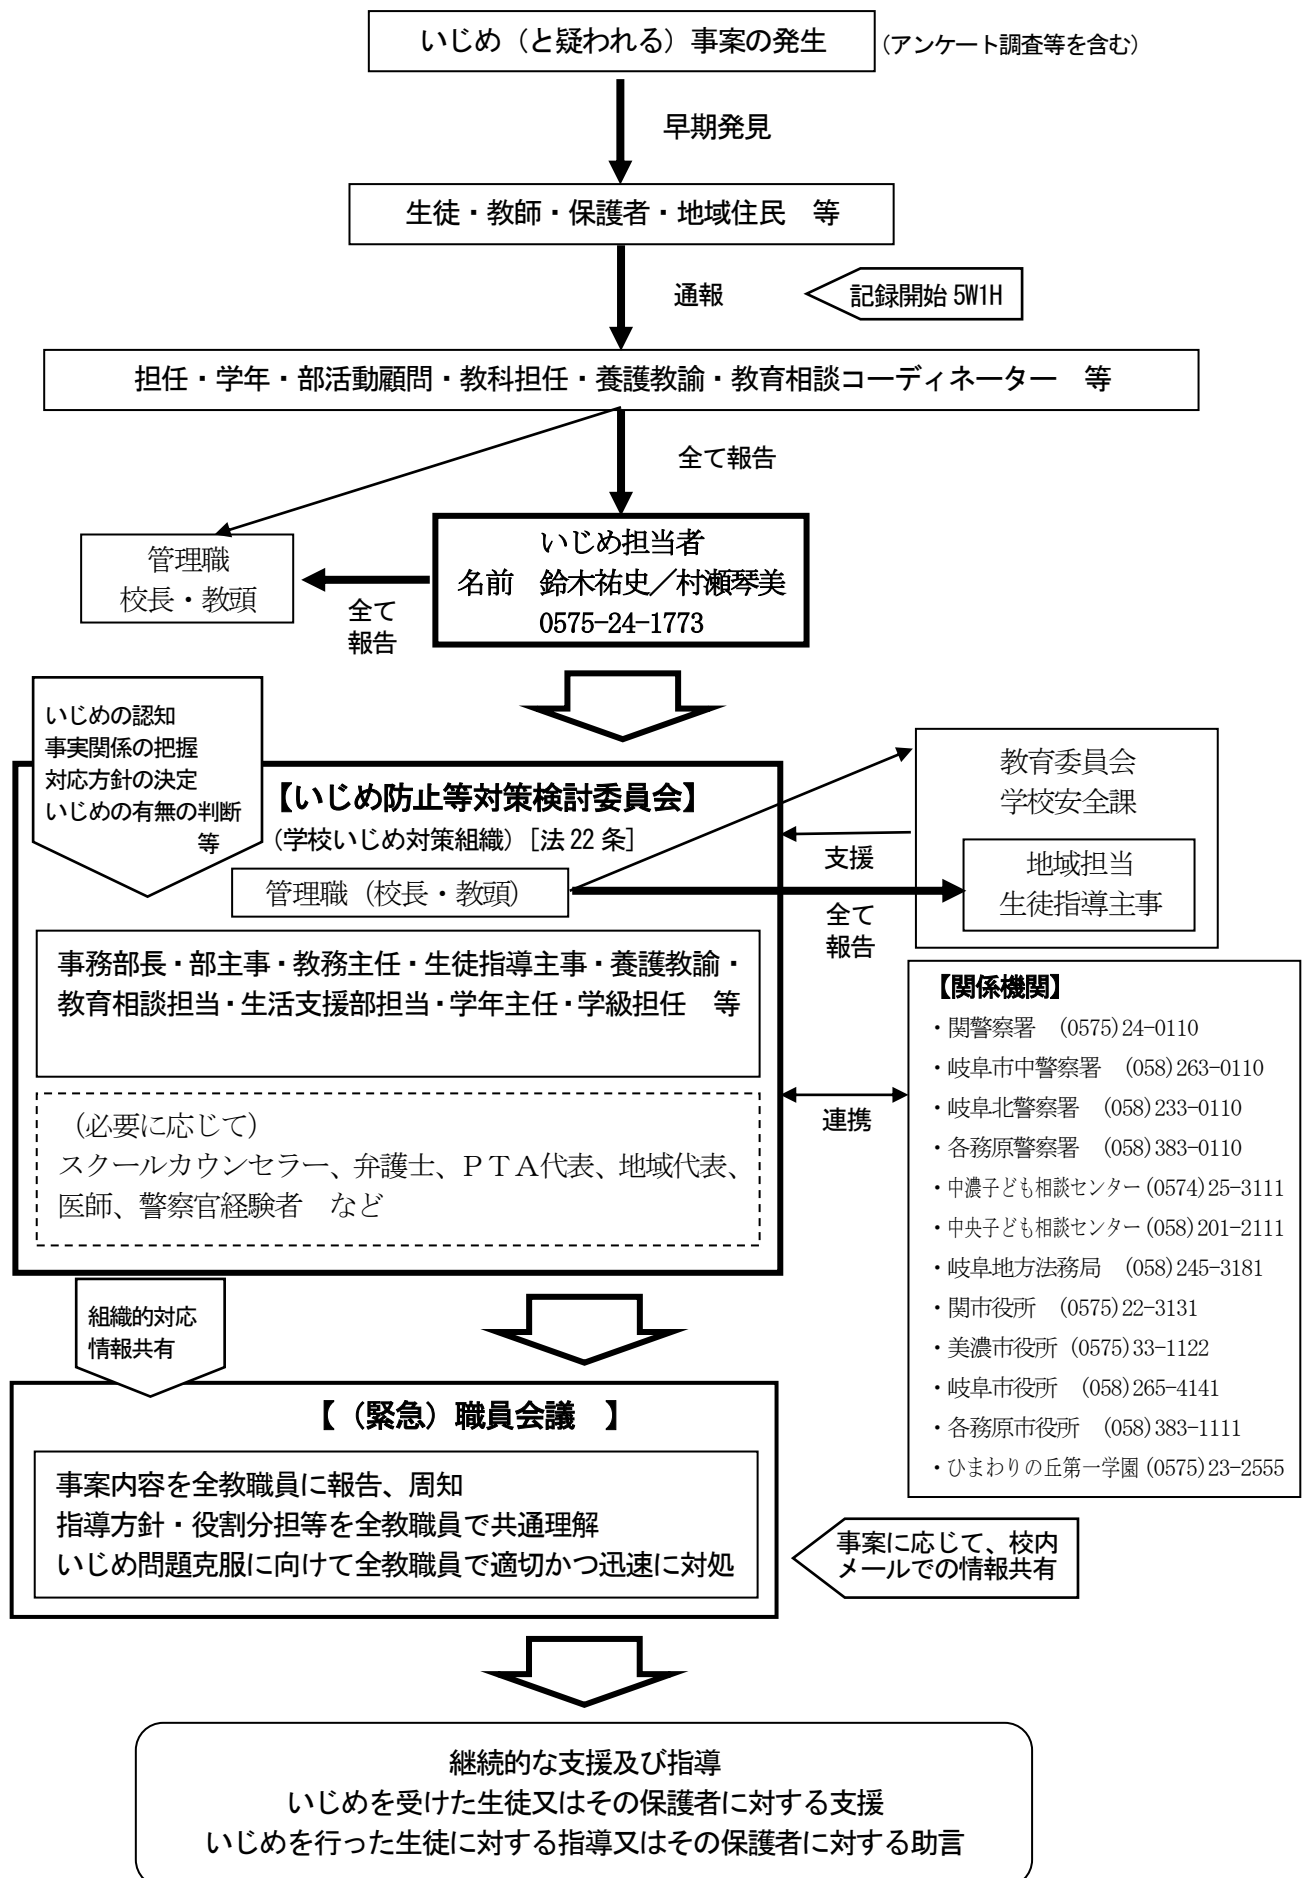 いじめ（と疑われる）事案の発生
（アンケート調査等を含む）
早期発見
生徒・教師・保護者・地域住民　等
通報
記録開始 5W1H
担任・学年・部活動顧問・教科担任・養護教諭・教育相談コーディネーター　等
全て報告
管理職
校長・教頭
いじめ担当者
名前　鈴木祐史／村瀬琴美
0575-24-1773
全て
報告
いじめの認知
事実関係の把握
対応方針の決定
いじめの有無の判断
等
【いじめ防止等対策検討委員会】
（学校いじめ対策組織）［法 22 条］
管理職（校長・教頭）
教育委員会
学校安全課
支援
地域担当
生徒指導主事
全て
報告
事務部長・部主事・教務主任・生徒指導主事・養護教諭・
教育相談担当・生活支援部担当・学年主任・学級担任　等
（必要に応じて）
スクールカウンセラー、弁護士、ＰＴＡ代表、地域代表、
医師、警察官経験者　など
連携
【関係機関】
・関警察署　(0575)24-0110
・岐阜市中警察署　(058)263-0110
・岐阜北警察署　(058)233-0110
・各務原警察署　(058)383-0110
・中濃子ども相談センター(0574)25-3111
・中央子ども相談センター(058)201-2111
・岐阜地方法務局　(058)245-3181
・関市役所　(0575)22-3131
・美濃市役所 (0575)33-1122
・岐阜市役所　(058)265-4141
・各務原市役所　(058)383-1111
・ひまわりの丘第一学園(0575)23-2555
組織的対応
情報共有
【（緊急）職員会議　】
事案内容を全教職員に報告、周知
指導方針・役割分担等を全教職員で共通理解
いじめ問題克服に向けて全教職員で適切かつ迅速に対処
事案に応じて、校内
メールでの情報共有
継続的な支援及び指導
いじめを受けた生徒又はその保護者に対する支援
いじめを行った生徒に対する指導又はその保護者に対する助言